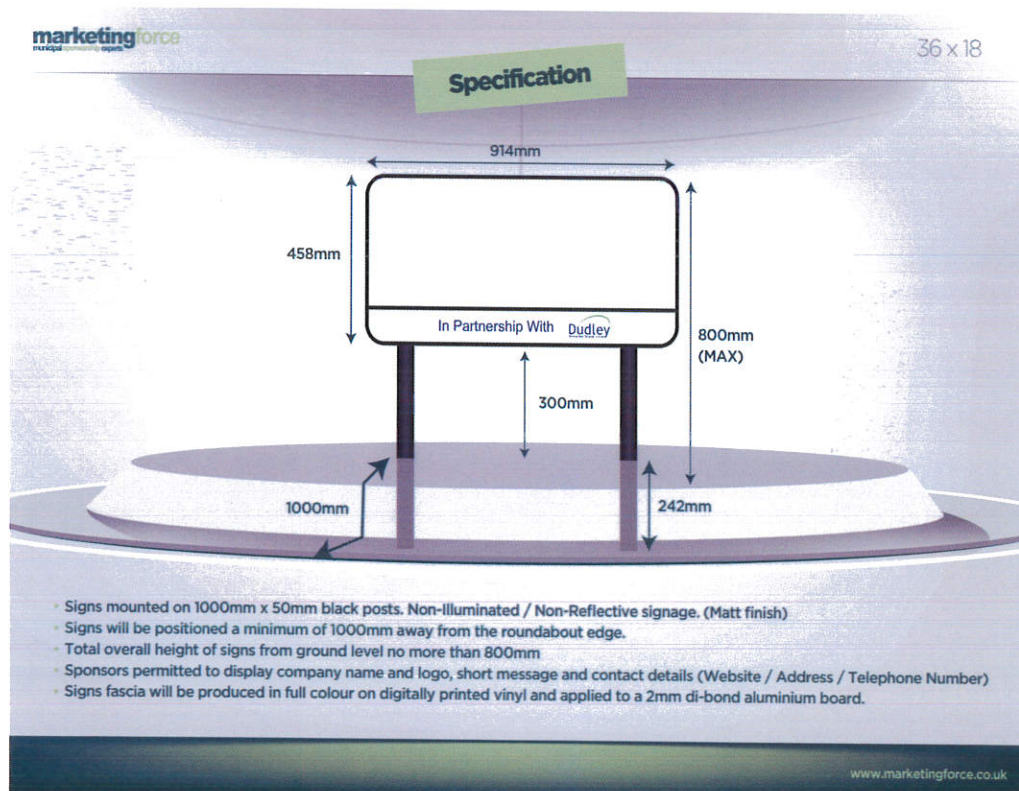 marketingforce
municipal sponsorship experts
36 x 18
Specification
914mm
458mm
In Partnership With Dudley
800mm
(MAX)
300mm
1000mm
242mm
Signs mounted on 1000mm x 50mm black posts. Non-Illuminated / Non-Reflective signage. (Matt finish)
Signs will be positioned a minimum of 1000mm away from the roundabout edge.
Total overall height of signs from ground level no more than 800mm
Sponsors permitted to display company name and logo, short message and contact details (Website / Address / Telephone Number)
Signs fascia will be produced in full colour on digitally printed vinyl and applied to a 2mm di-bond aluminium board.
www.marketingforce.co.uk